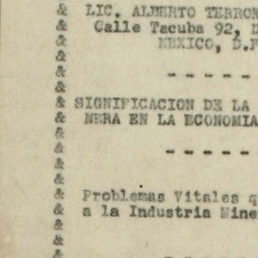 & LIC. ALBERTO TERRON
& Calle Tacuba 92, D
& MEXICO, D.F
&
& -----
&
& SIGNIFICACION DE LA
& NERA EN LA ECONOMIA
&
& -----
&
&
& Problemas Vitales q
& a la Industria Mine
&
&
& -----